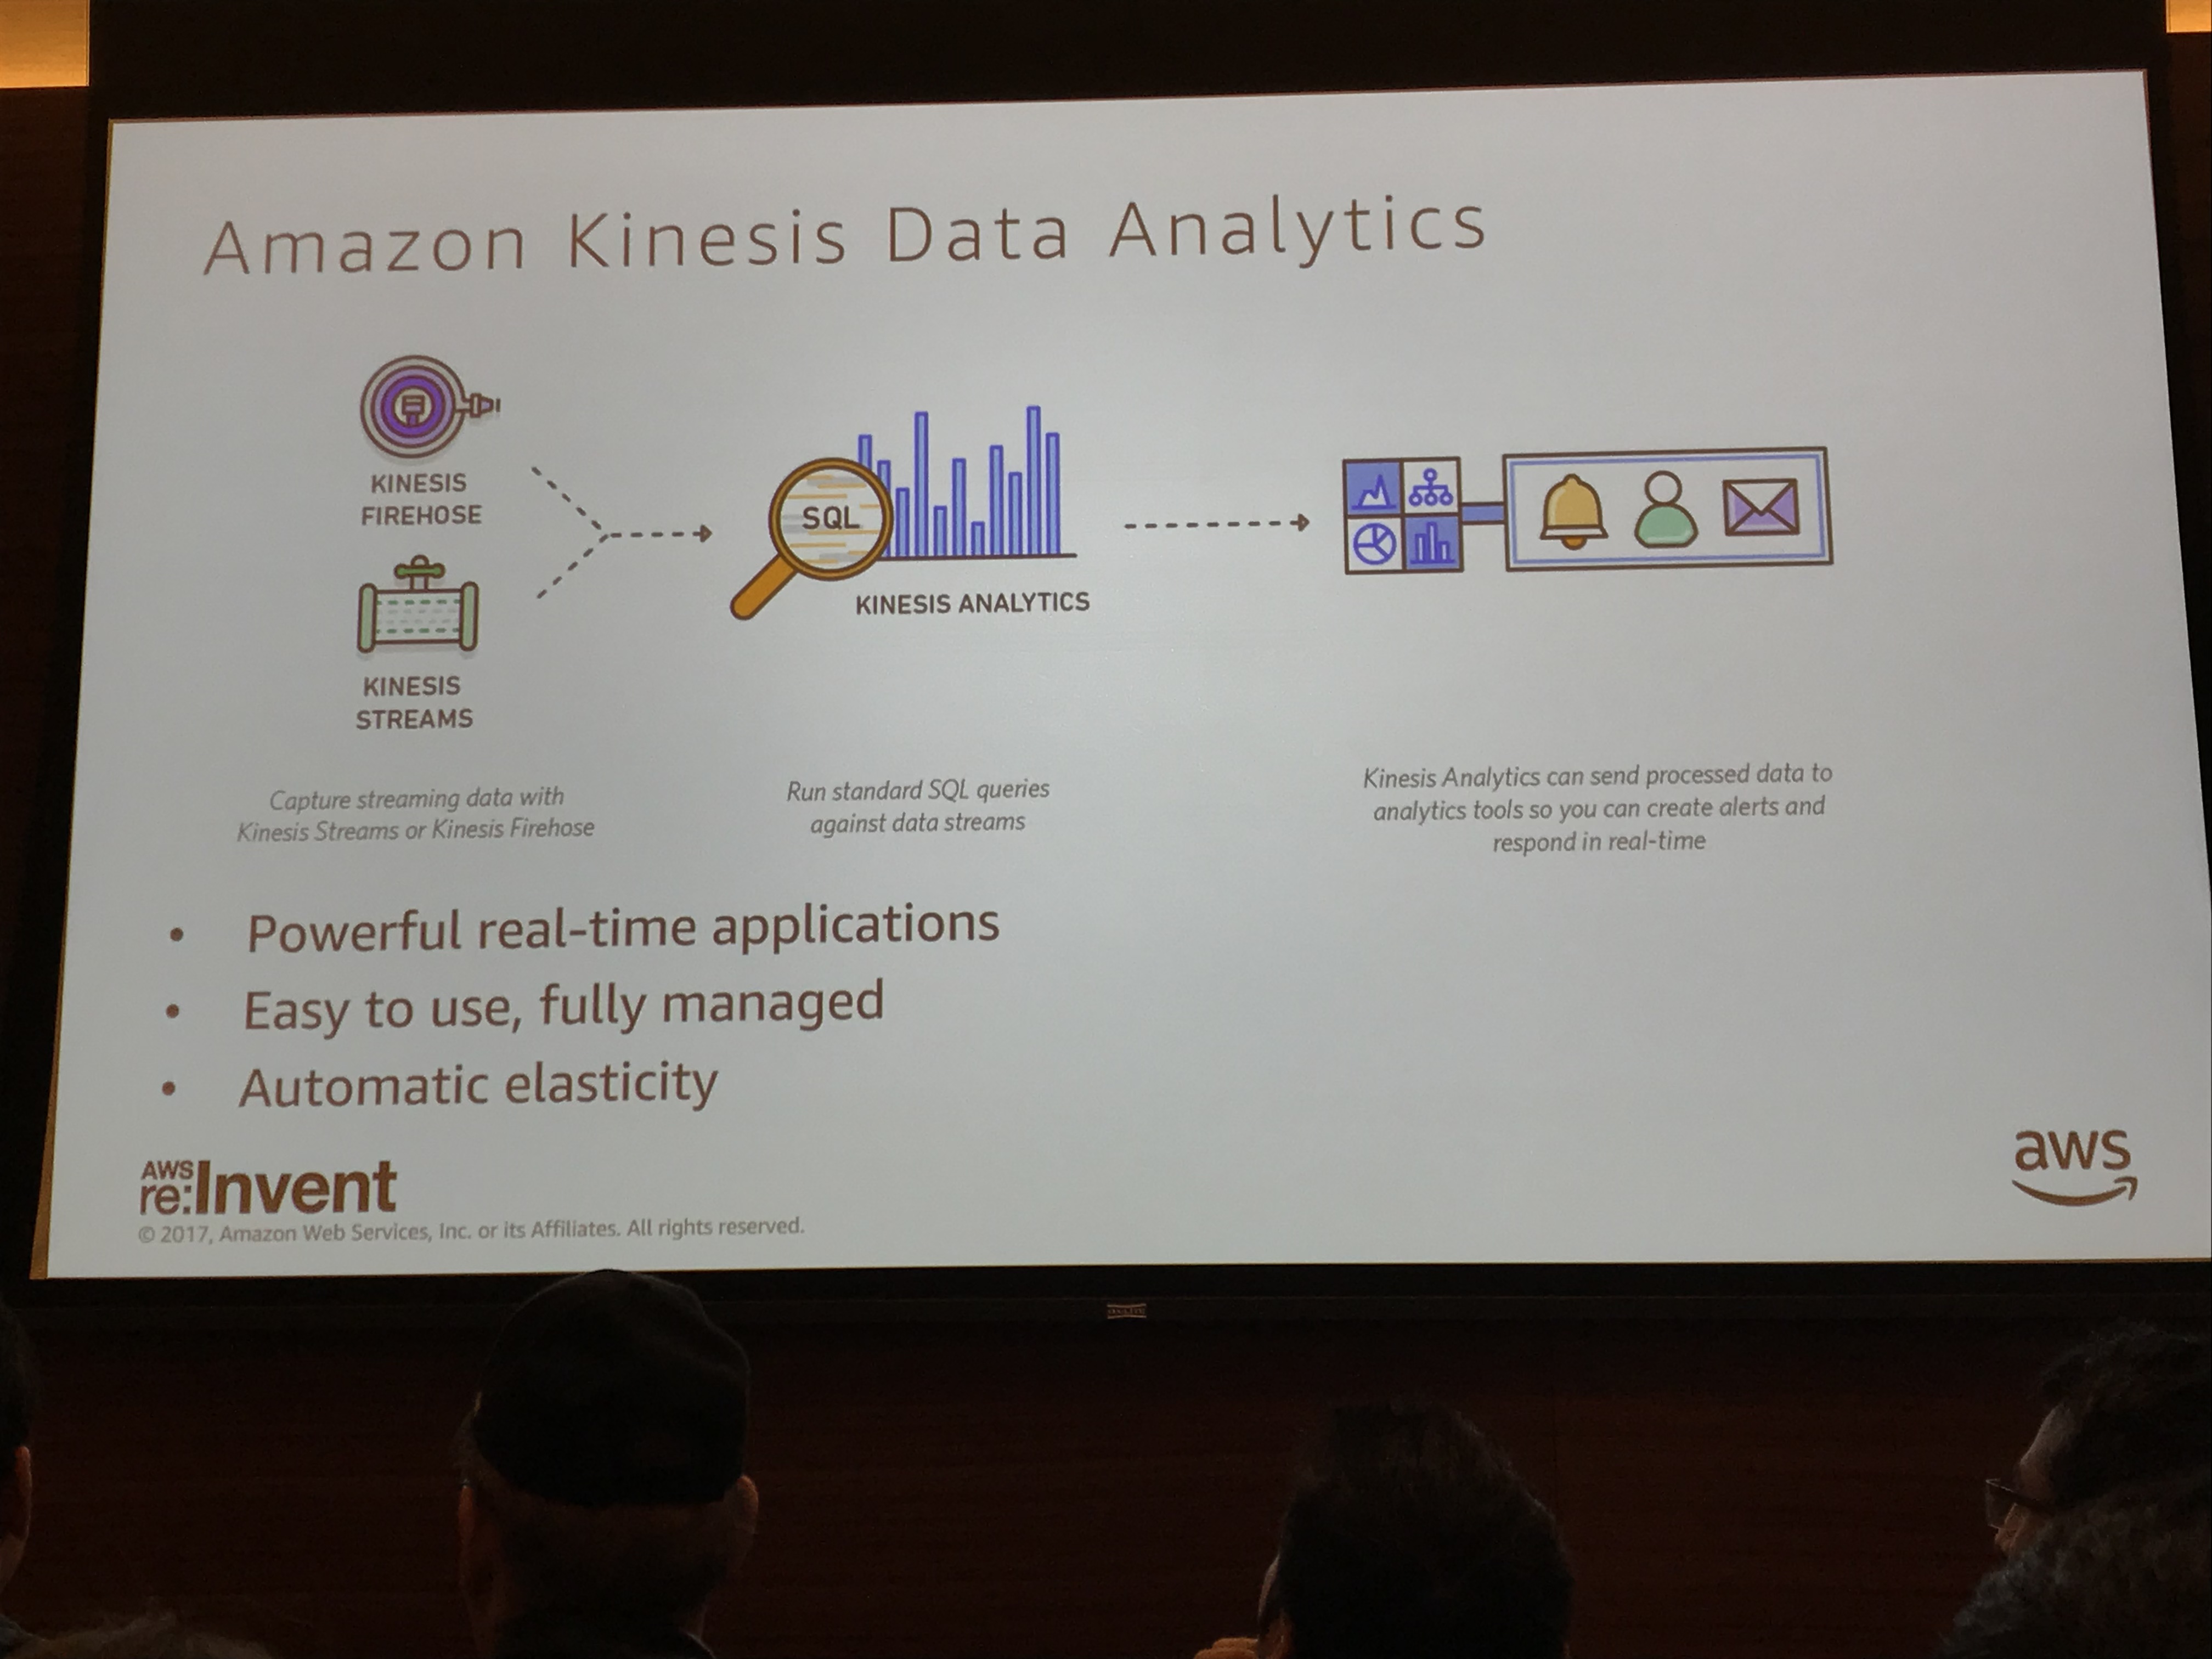 Amazon Kinesis Data Analytics
KINESIS
FIREHOSE
KINESIS
STREAMS
SQL
KINESIS ANALYTICS
Capture streaming data with
Kinesis Streams or Kinesis Firehose
Run standard SQL queries
against data streams
Kinesis Analytics can send processed data to
analytics tools so you can create alerts and
respond in real-time
• Powerful real-time applications
• Easy to use, fully managed
• Automatic elasticity
AWS
re:Invent
© 2017, Amazon Web Services, Inc. or its Affiliates. All rights reserved.
aws